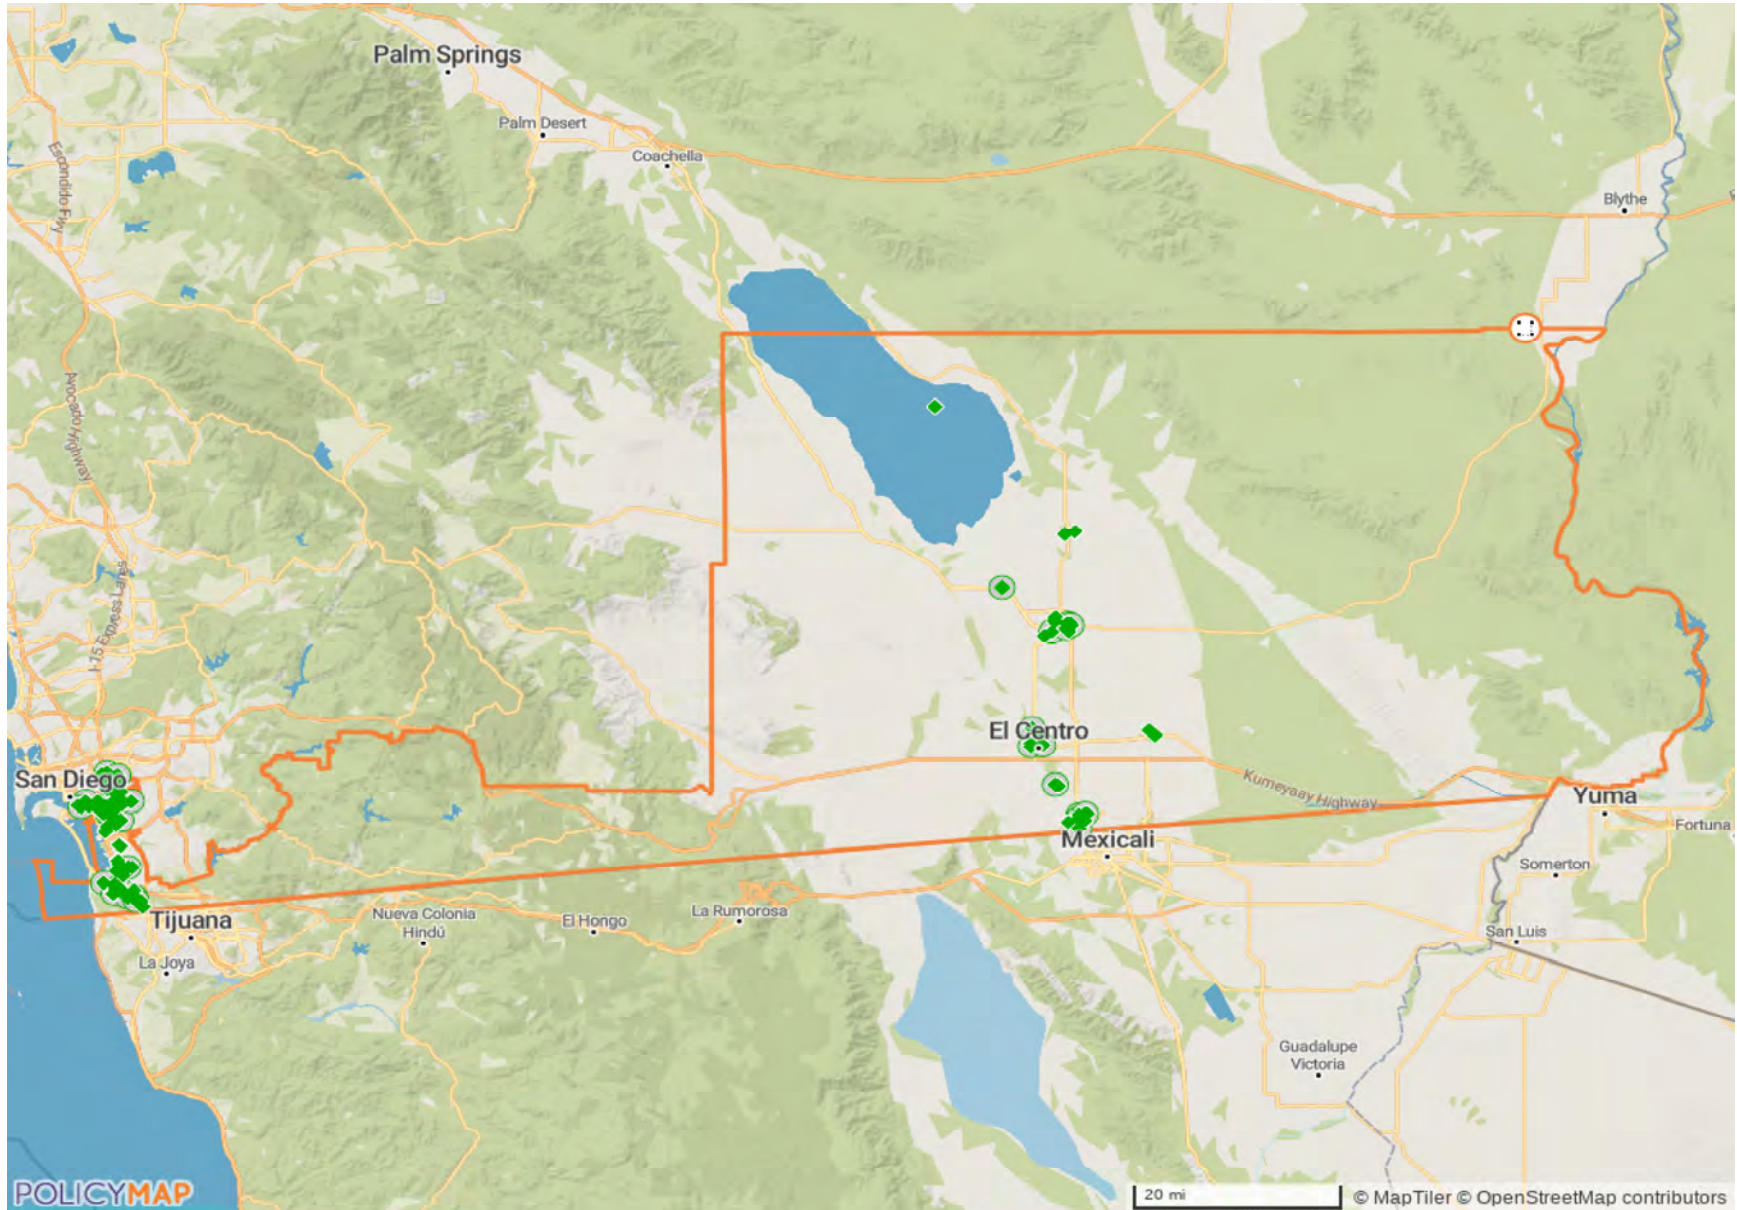 Palm Springs
Palm Desert
Coachella
Escondido Fwy
Blythe
Avocado Highway
I-15 Express Lanes
El Centro
San Diego
Kumeyaay Highway
Yuma
Fortuna
Mexicali
Somerton
Tijuana
Nueva Colonia
Hindú
El Hongo
La Rumorosa
San Luis
La Joya
Guadalupe
Victoria
POLICYMAP
20 mi
© MapTiler © OpenStreetMap contributors